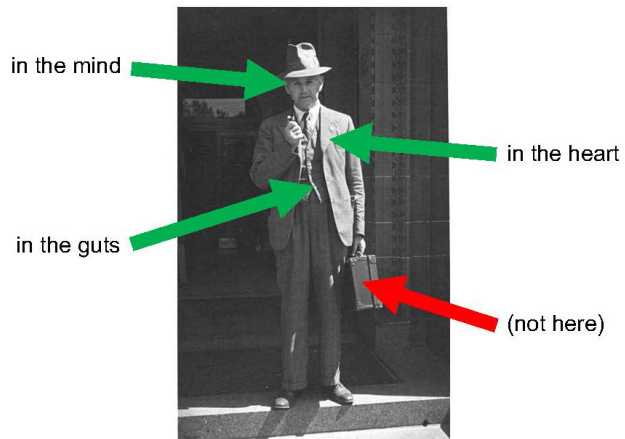 in the mind
in the heart
in the guts
(not here)